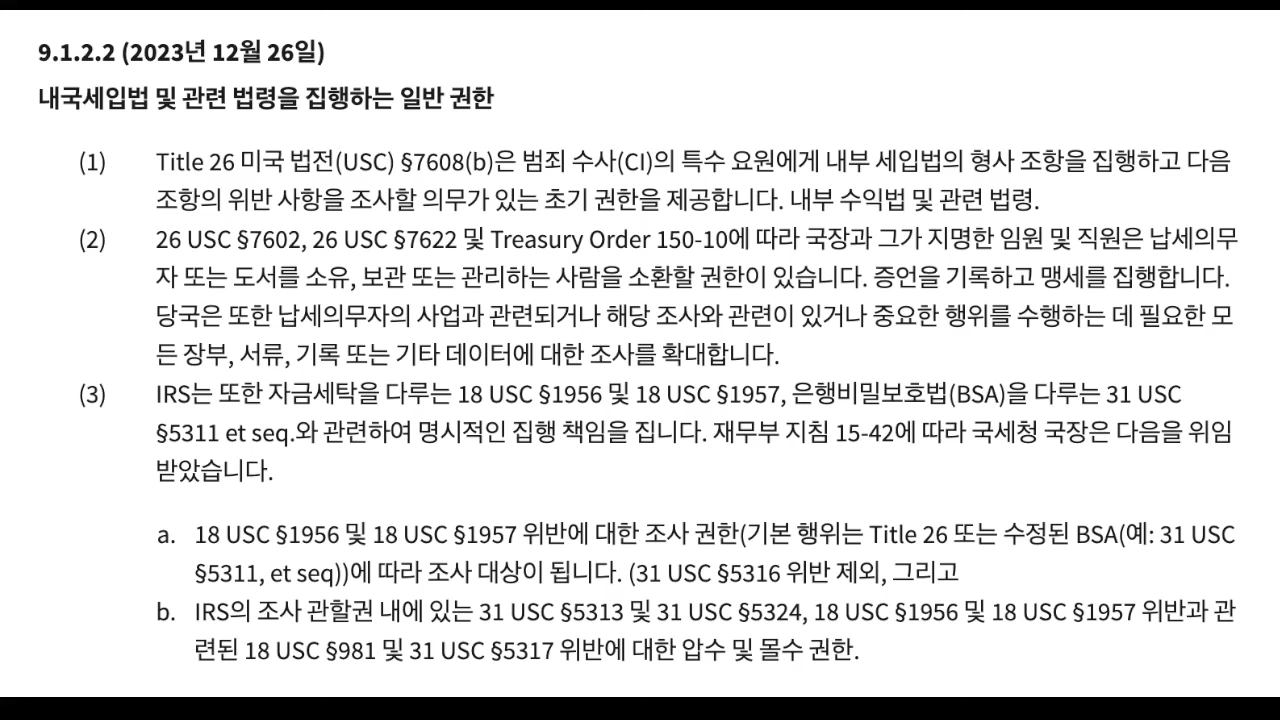 9.1.2.2 (2023년 12월 26일)
내국세입법 및 관련 법령을 집행하는 일반 권한
(1) Title 26 미국 법전(USC) §7608(b)은 범죄 수사(CI)의 특수 요원에게 내부 세입법의 형사 조항을 집행하고 다음
조항의 위반 사항을 조사할 의무가 있는 초기 권한을 제공합니다. 내부 수익법 및 관련 법령.
(2) 26 USC §7602, 26 USC §7622 및 Treasury Order 150-10에 따라 국장과 그가 지명한 임원 및 직원은 납세의무
자 또는 도서를 소유, 보관 또는 관리하는 사람을 소환할 권한이 있습니다. 증언을 기록하고 맹세를 집행합니다.
당국은 또한 납세의무자의 사업과 관련되거나 해당 조사와 관련이 있거나 중요한 행위를 수행하는 데 필요한 모
든 장부, 서류, 기록 또는 기타 데이터에 대한 조사를 확대합니다.
(3) IRS는 또한 자금세탁을 다루는 18 USC §1956 및 18 USC §1957, 은행비밀보호법(BSA)을 다루는 31 USC
§5311 et seq.와 관련하여 명시적인 집행 책임을 집니다. 재무부 지침 15-42에 따라 국세청 국장은 다음을 위임
받았습니다.
a. 18 USC §1956 및 18 USC §1957 위반에 대한 조사 권한(기본 행위는 Title 26 또는 수정된 BSA(예: 31 USC
§5311, et seq))에 따라 조사 대상이 됩니다. (31 USC §5316 위반 제외, 그리고
b. IRS의 조사 관할권 내에 있는 31 USC §5313 및 31 USC §5324, 18 USC §1956 및 18 USC §1957 위반과 관
련된 18 USC §981 및 31 USC §5317 위반에 대한 압수 및 몰수 권한.